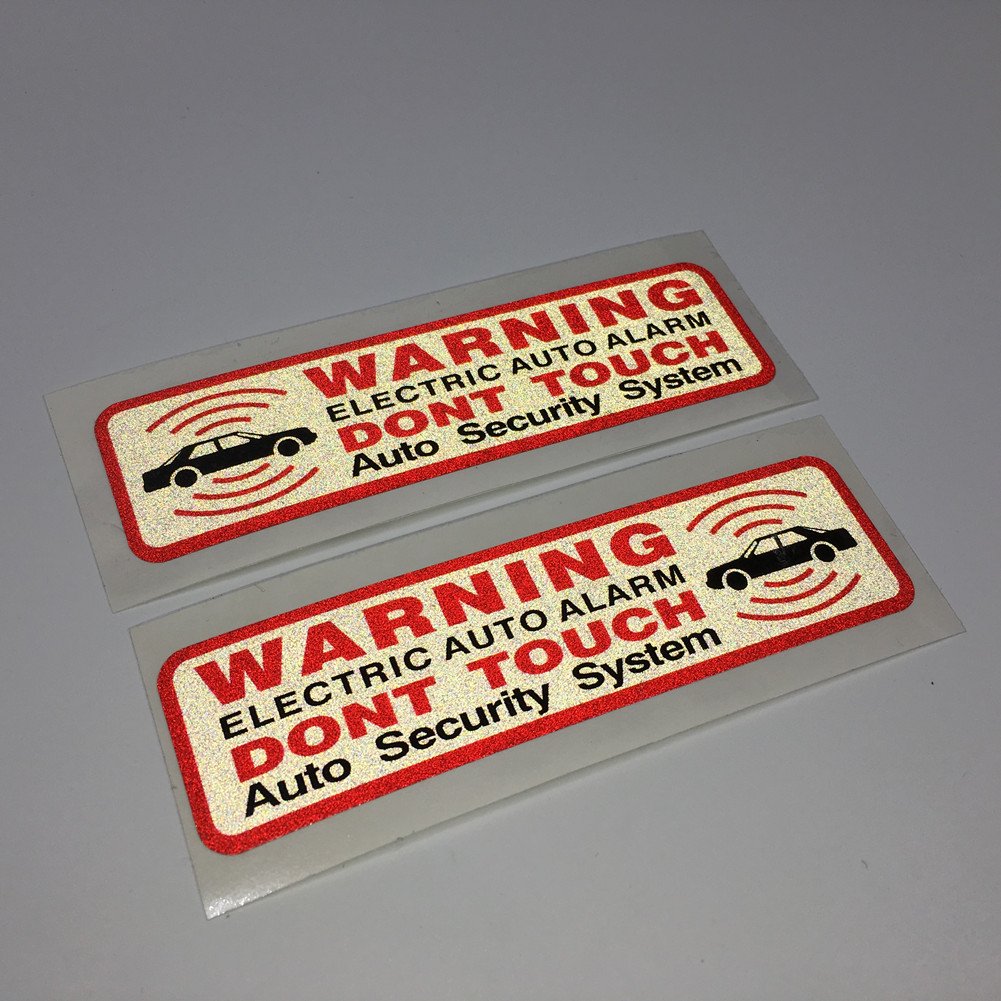 WARNING
ELECTRIC AUTO ALARM
DONT TOUCH
Auto Security System
WARNING
ELECTRIC AUTO ALARM
DONT TOUCH
Auto Security System